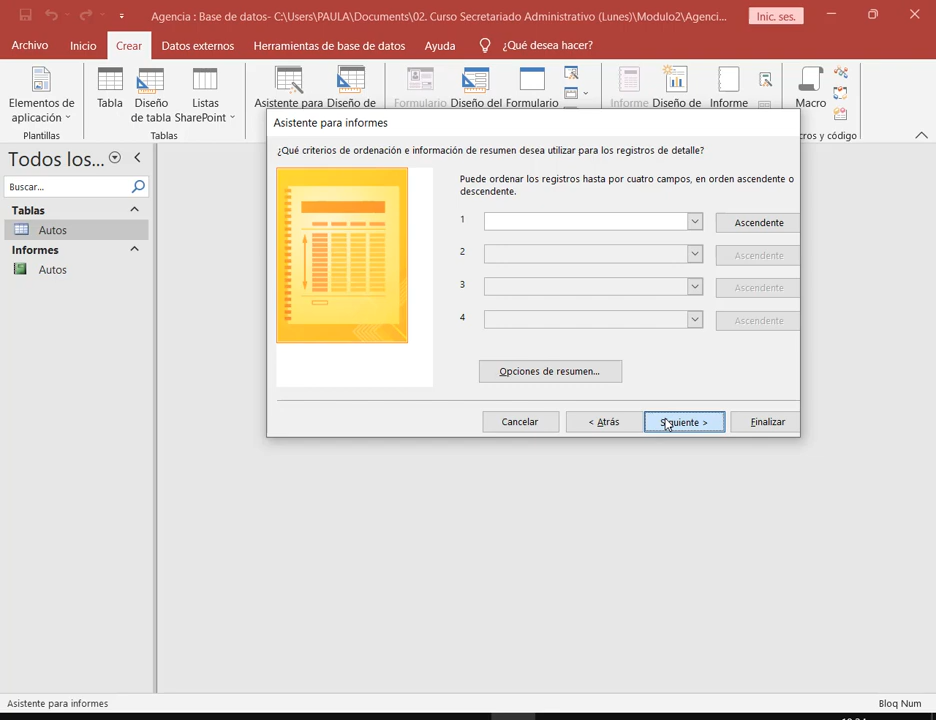 Agencia : Base de datos- C:\Users\PAULA\Documents\02. Curso Secretariado Administrativo (Lunes)\Modulo2\Agenci...
Inic. ses.
Archivo Inicio Crear Datos externos Herramientas de base de datos Ayuda ¿Qué desea hacer?
Elementos de aplicación
Tabla
Diseño de tabla
Listas SharePoint
Asistente para Diseño de
Formulario Diseño del Formulario
Informe Diseño de Informe
Macro
Plantillas
Tablas
cros y código
Todos los...
Buscar...
Tablas
Autos
Informes
Autos
Asistente para informes
¿Qué criterios de ordenación e información de resumen desea utilizar para los registros de detalle?
Puede ordenar los registros hasta por cuatro campos, en orden ascendente o
descendente.
1 Ascendente
2 Ascendente
3 Ascendente
4 Ascendente
Opciones de resumen...
Cancelar < Atrás Siguiente > Finalizar
Asistente para informes
Bloq Num